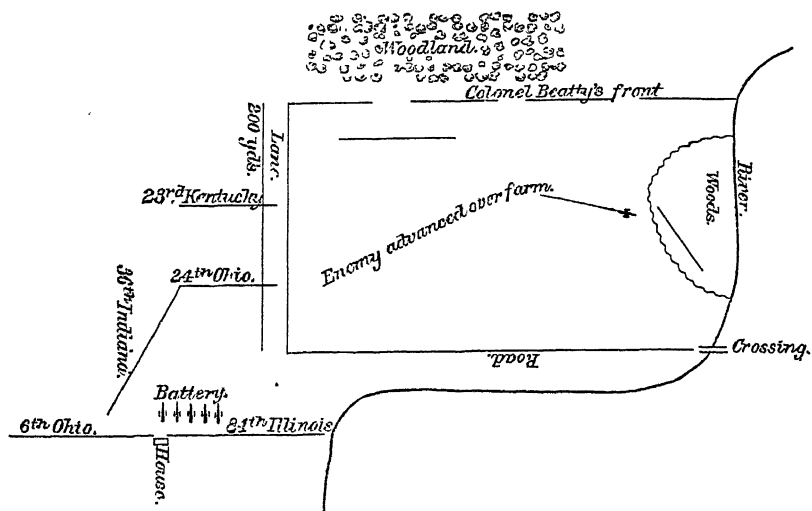 Woodland.
Colonel Beatty's front
Lane.
200 yds.
River.
Woods.
23rd Kentucky
Enemy advanced over farm.
24th Ohio.
36th Indiana.
Road.
Crossing.
Battery.
6th Ohio.
84th Illinois
House.